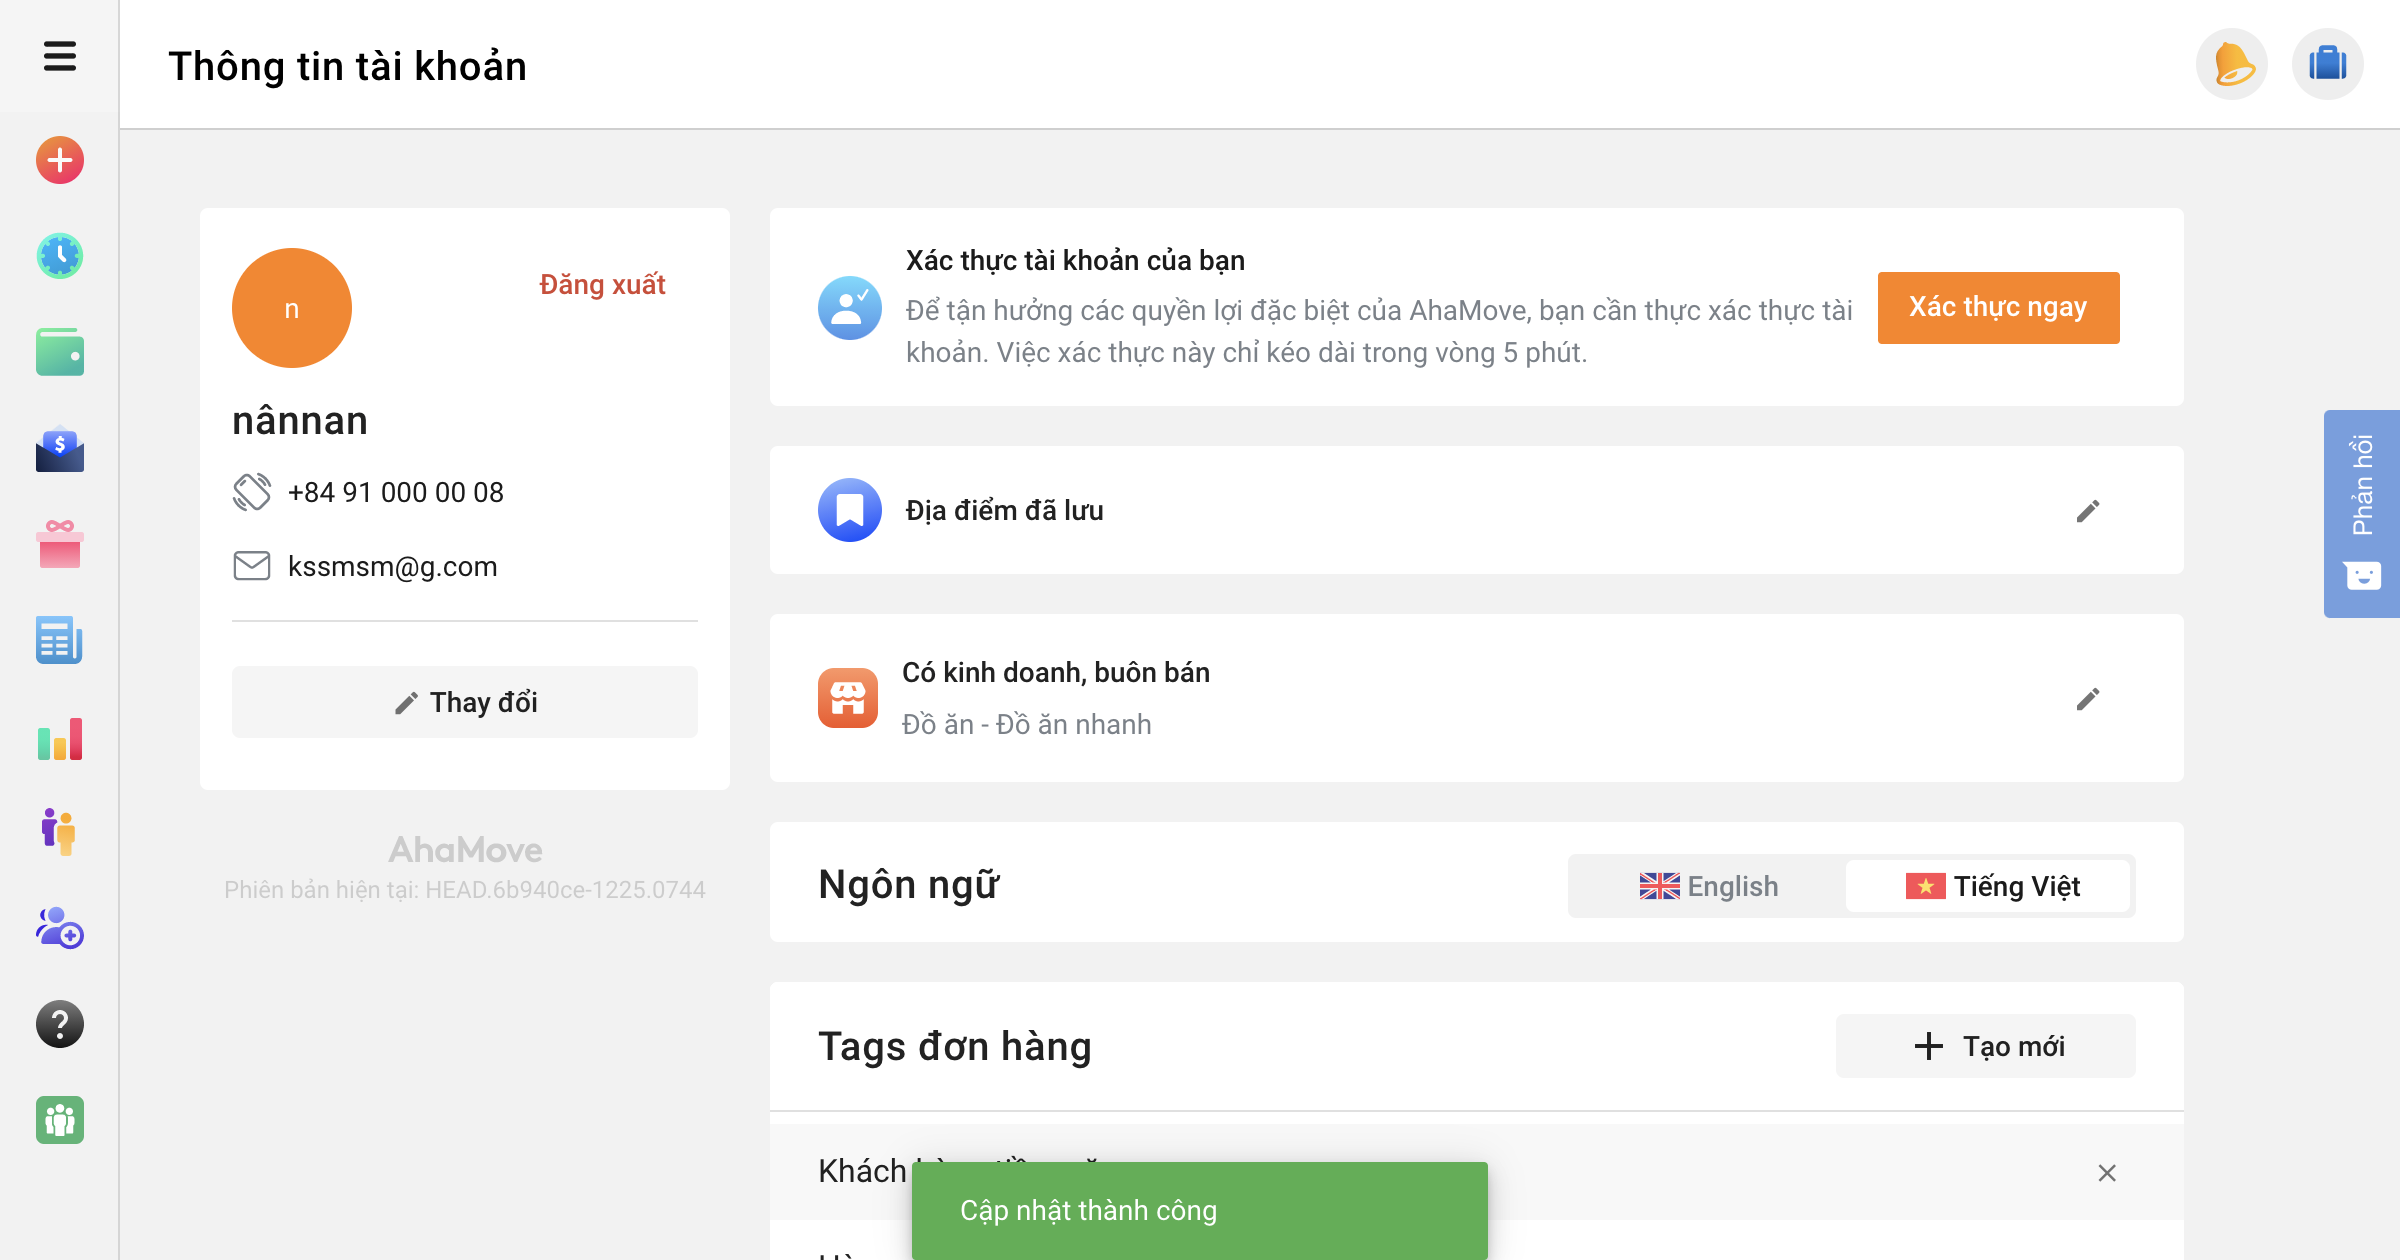 Thông tin tài khoản
n
Đăng xuất
nânnan
+84 91 000 00 08
kssmsm@g.com
Thay đổi
AhaMove
Phiên bản hiện tại: HEAD.6b940ce-1225.0744
Xác thực tài khoản của bạn
Để tận hưởng các quyền lợi đặc biệt của AhaMove, bạn cần thực xác thực tài
khoản. Việc xác thực này chỉ kéo dài trong vòng 5 phút.
Xác thực ngay
Địa điểm đã lưu
Có kinh doanh, buôn bán
Đồ ăn - Đồ ăn nhanh
Ngôn ngữ
English
Tiếng Việt
Tags đơn hàng
Tạo mới
Khách
Cập nhật thành công
Phản hồi